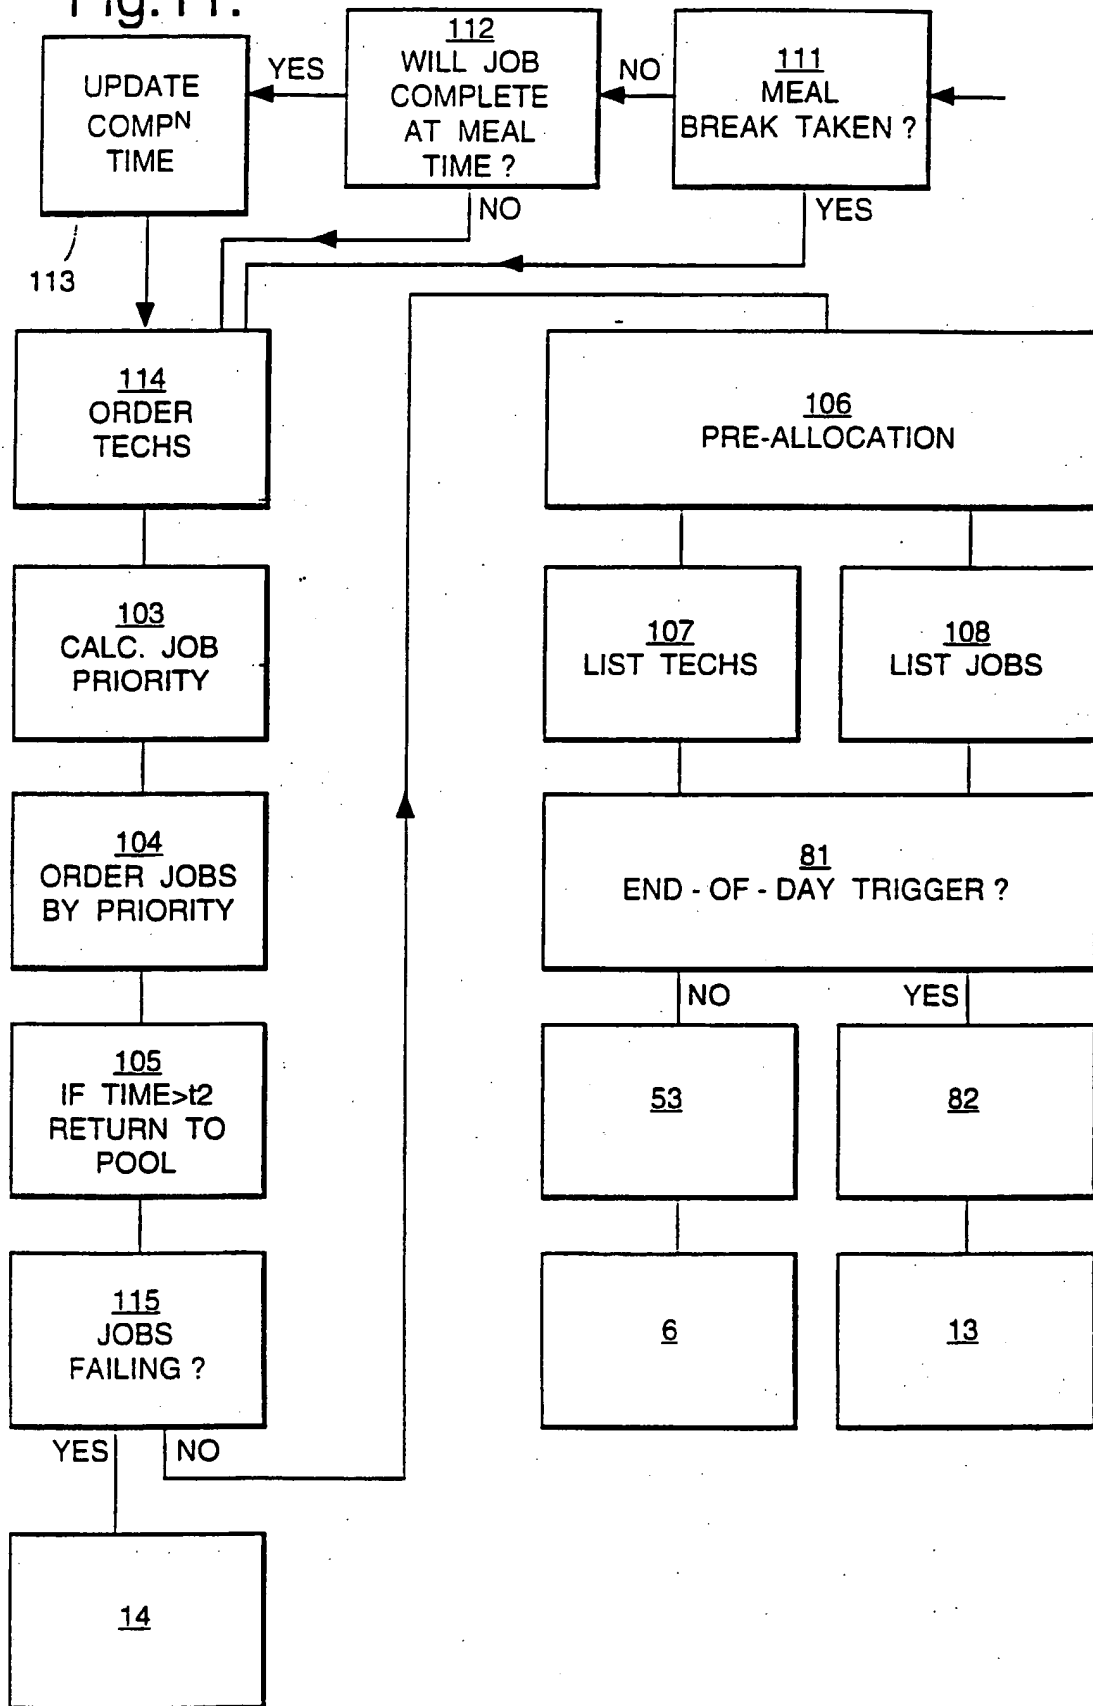 Fig.11.
UPDATE
COMPN
TIME
113
YES
112
WILL JOB
COMPLETE
AT MEAL
TIME ?
NO
NO
111
MEAL
BREAK TAKEN ?
YES
114
ORDER
TECHS
103
CALC. JOB
PRIORITY
104
ORDER JOBS
BY PRIORITY
105
IF TIME>t2
RETURN TO
POOL
115
JOBS
FAILING ?
YES
NO
14
106
PRE-ALLOCATION
107
LIST TECHS
108
LIST JOBS
81
END - OF - DAY TRIGGER ?
NO
YES
53
82
6
13